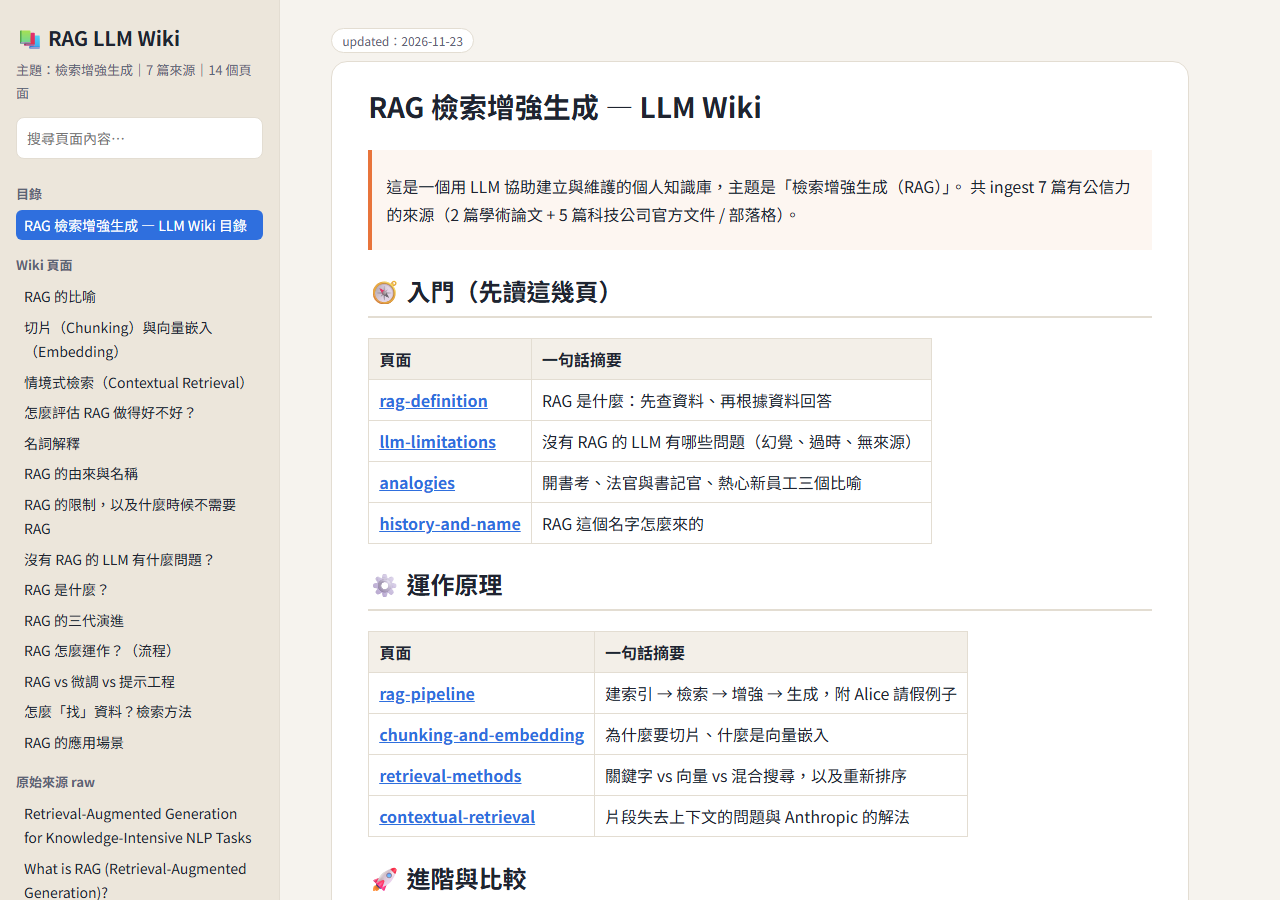 RAG LLM Wiki
主題：檢索增強生成｜7 篇來源｜14 個頁
面
搜尋頁面內容…
目錄
RAG 檢索增強生成 — LLM Wiki 目錄
Wiki 頁面
RAG 的比喻
切片（Chunking）與向量嵌入
（Embedding）
情境式檢索（Contextual Retrieval）
怎麼評估 RAG 做得好不好？
名詞解釋
RAG 的由來與名稱
RAG 的限制，以及什麼時候不需要
RAG
沒有 RAG 的 LLM 有什麼問題？
RAG 是什麼？
RAG 的三代演進
RAG 怎麼運作？（流程）
RAG vs 微調 vs 提示工程
怎麼「找」資料？檢索方法
RAG 的應用場景
原始來源 raw
Retrieval-Augmented Generation
for Knowledge-Intensive NLP Tasks
What is RAG (Retrieval-Augmented
Generation)?
updated：2026-11-23
RAG 檢索增強生成 — LLM Wiki
這是一個用 LLM 協助建立與維護的個人知識庫，主題是「檢索增強生成（RAG）」。 共 ingest 7 篇有公信力
的來源（2 篇學術論文 + 5 篇科技公司官方文件 / 部落格）。
🧭 入門（先讀這幾頁）
頁面 一句話摘要
rag-definition RAG 是什麼：先查資料、再根據資料回答
llm-limitations 沒有 RAG 的 LLM 有哪些問題（幻覺、過時、無來源）
analogies 開書考、法官與書記官、熱心新員工三個比喻
history-and-name RAG 這個名字怎麼來的
⚙️ 運作原理
頁面 一句話摘要
rag-pipeline 建索引 → 檢索 → 增強 → 生成，附 Alice 請假例子
chunking-and-embedding 為什麼要切片、什麼是向量嵌入
retrieval-methods 關鍵字 vs 向量 vs 混合搜尋，以及重新排序
contextual-retrieval 片段失去上下文的問題與 Anthropic 的解法
🚀 進階與比較